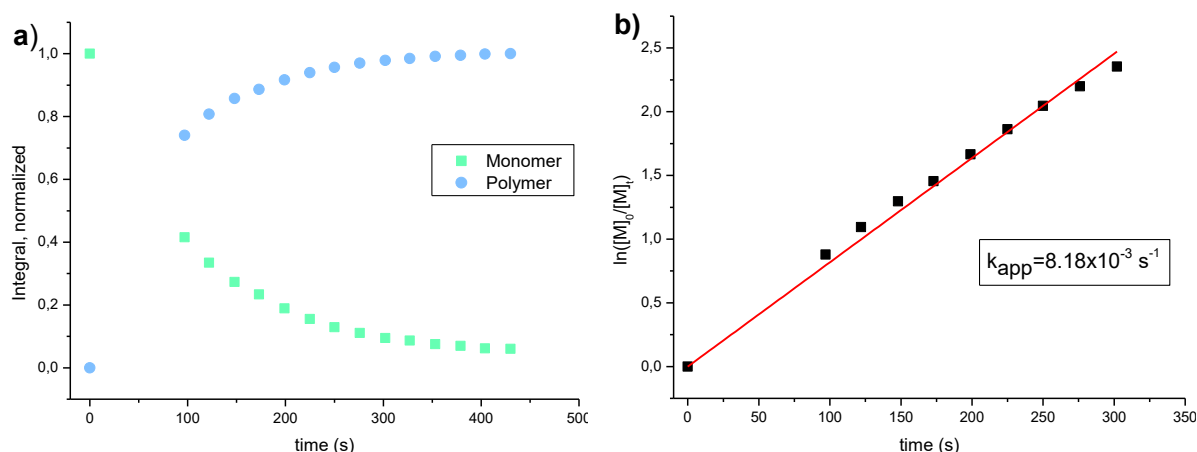 a)
Integral, normalized
1,0
0,8
0,6
0,4
0,2
0,0
Monomer
Polymer
0 100 200 300 400 500
time (s)
b)
ln([M]₀/[M]ₜ)
2,5
2,0
1,5
1,0
0,5
0,0
k_app=8.18x10⁻³ s⁻¹
0 50 100 150 200 250 300 350
time (s)